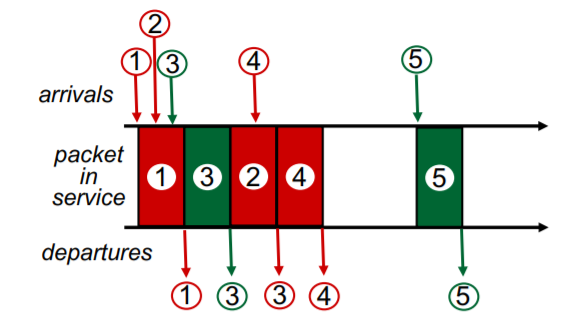 2
1 3 4 5
arrivals
packet
in
service
1 3 2 4 5
departures
1 3 3 4 5